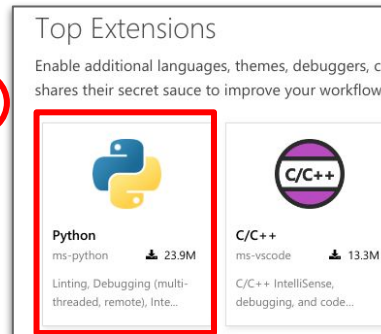 Top Extensions
Enable additional languages, themes, debuggers, c
shares their secret sauce to improve your workflow
C/C++
Python
ms-python 23.9M
Linting, Debugging (multi-
threaded, remote), Inte...
C/C++
ms-vscode 13.3M
C/C++ IntelliSense,
debugging, and code...